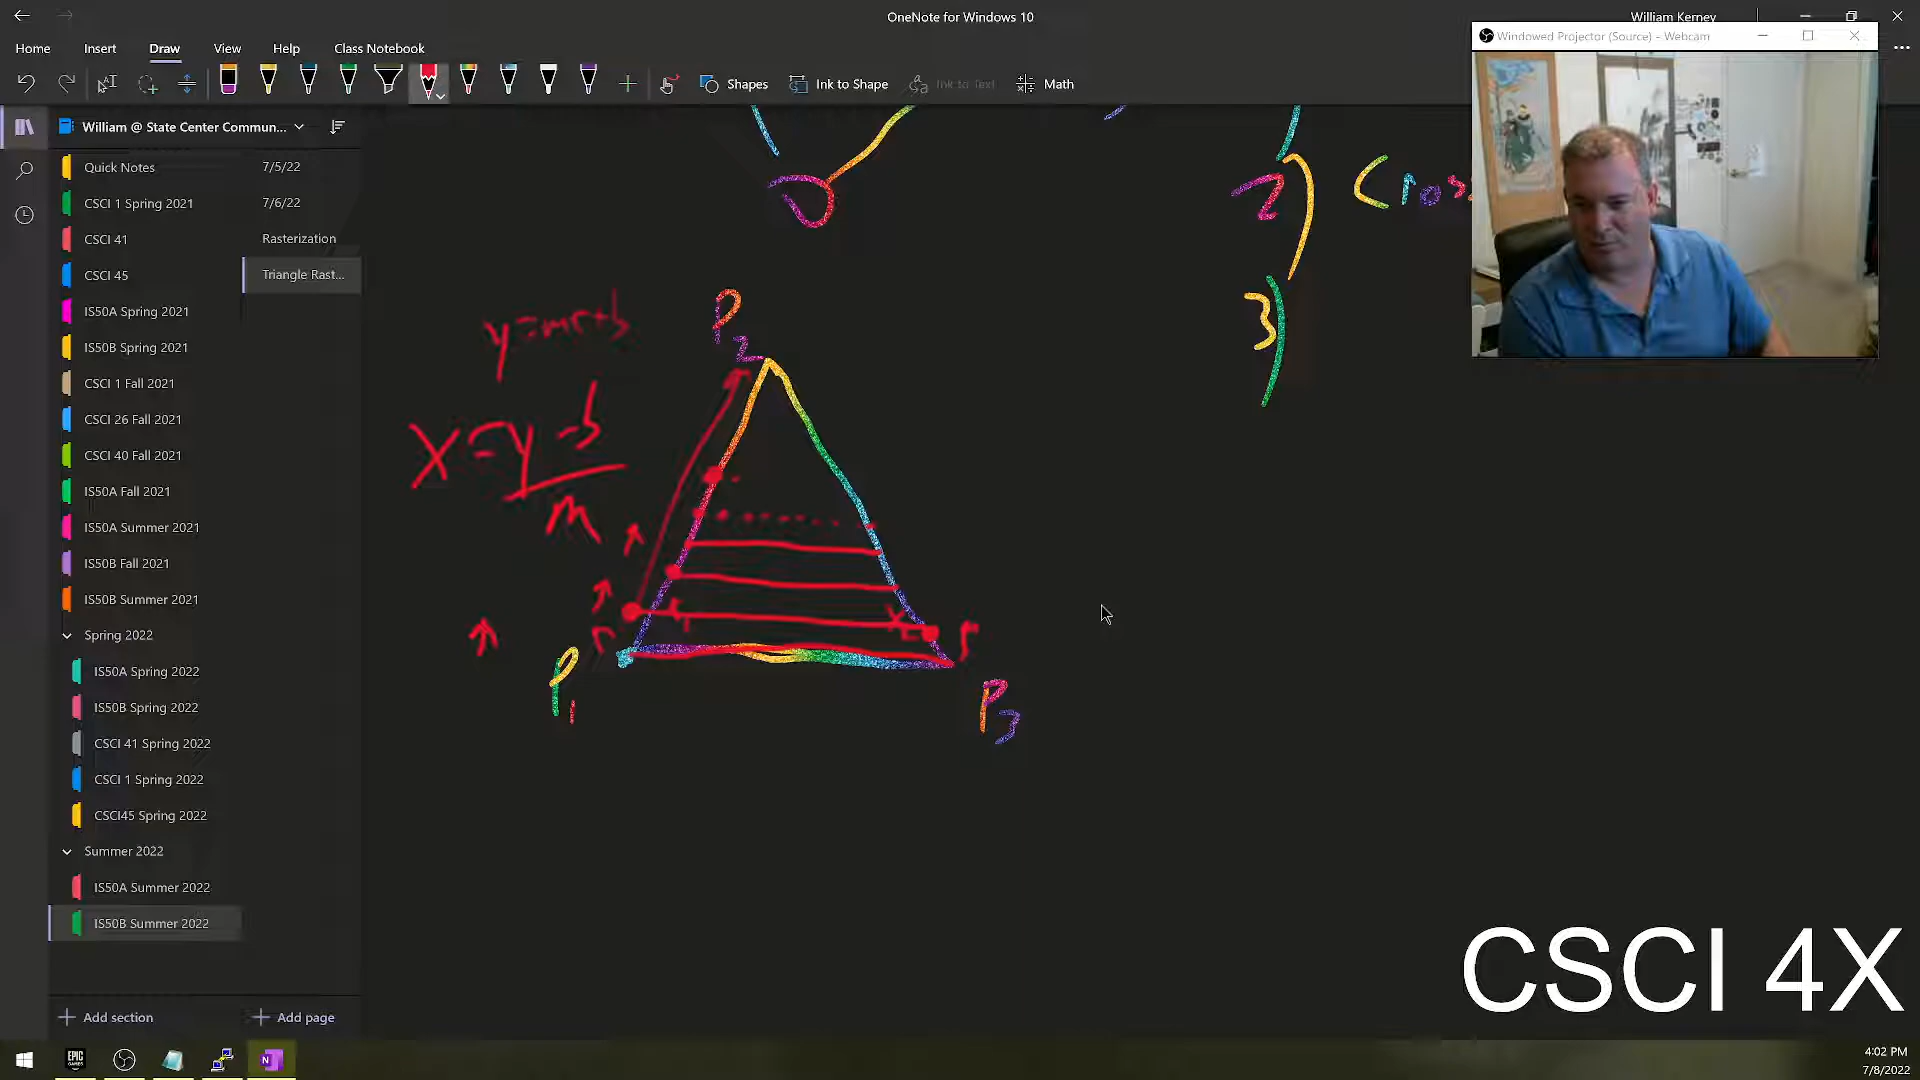 OneNote for Windows 10
William Kerney
Home Insert Draw View Help Class Notebook
Windowed Projector (Source) - Webcam
Shapes Ink to Shape Ink to Text Math
William @ State Center Commun...
Quick Notes
CSCI 1 Spring 2021
CSCI 41
CSCI 45
IS50A Spring 2021
IS50B Spring 2021
CSCI 1 Fall 2021
CSCI 26 Fall 2021
CSCI 40 Fall 2021
IS50A Fall 2021
IS50A Summer 2021
IS50B Fall 2021
IS50B Summer 2021
Spring 2022
IS50A Spring 2022
IS50B Spring 2022
CSCI 41 Spring 2022
CSCI 1 Spring 2022
CSCI45 Spring 2022
Summer 2022
IS50A Summer 2022
IS50B Summer 2022
Add section
7/5/22
7/6/22
Rasterization
Triangle Rast...
Add page
2) Cros
3)
P2
y=mx+b
X=y-b
m
r r
P1
P3
CSCI 4X
EPIC GAMES
N
4:02 PM
7/8/2022